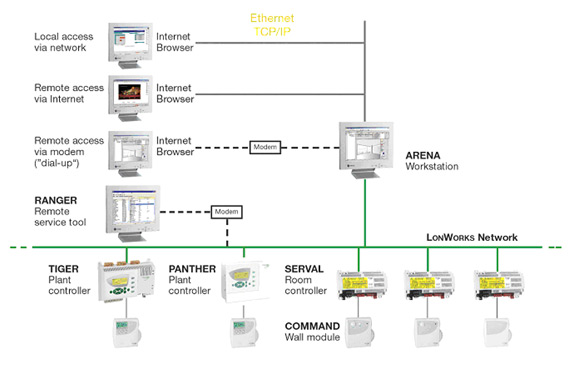 Ethernet
TCP/IP
Local access
via network
Internet
Browser
Remote access
via Internet
Internet
Browser
Remote access
via modem
("dial-up")
Internet
Browser
Modem
ARENA
Workstation
RANGER
Remote
service tool
Modem
LONWORKS Network
TIGER
Plant
controller
PANTHER
Plant
controller
SERVAL
Room
controller
COMMAND
Wall module